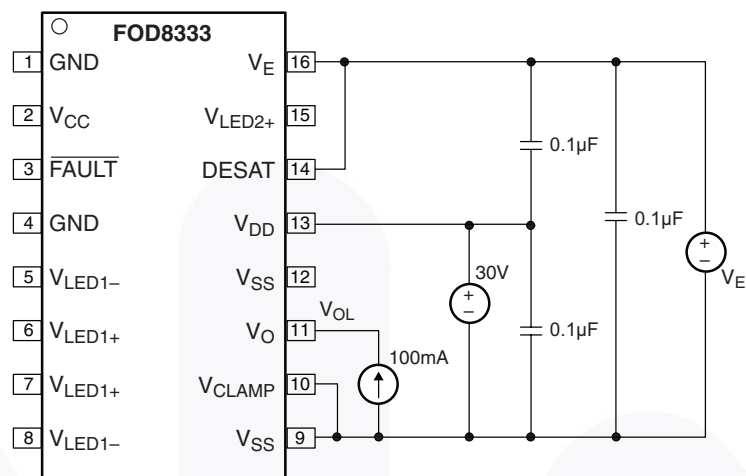 FOD8333
1 GND
2 VCC
3 FAULT
4 GND
5 VLED1–
6 VLED1+
7 VLED1+
8 VLED1–
VE 16
VLED2+ 15
DESAT 14
VDD 13
VSS 12
VO 11
VCLAMP 10
VSS 9
VOL
100mA
30V
+
–
0.1µF
0.1µF
0.1µF
+
–
VE